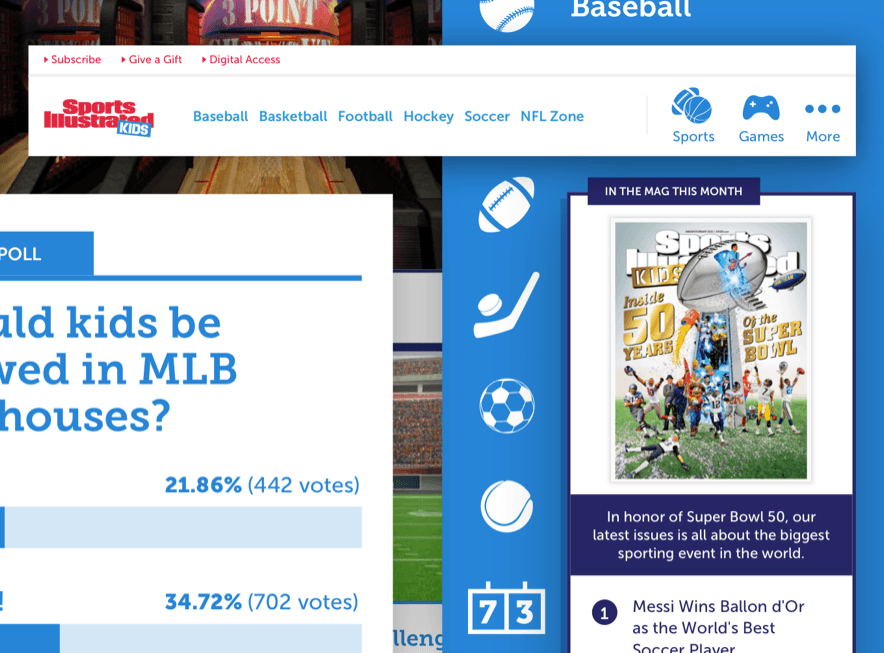 3 POINT
Baseball
Subscribe Give a Gift Digital Access
Sports
Illustrated
KIDS
Baseball Basketball Football Hockey Soccer NFL Zone
Sports Games More
IN THE MAG THIS MONTH
POLL
Sports
Illustrated
KIDS
Inside
50
YEARS
Of the
SUPER
BOWL
uld kids be
wed in MLB
houses?
21.86% (442 votes)
In honor of Super Bowl 50, our
latest issues is all about the biggest
sporting event in the world.
! 34.72% (702 votes)
7 3
1 Messi Wins Ballon d'Or
as the World's Best
Soccer Player
lleng